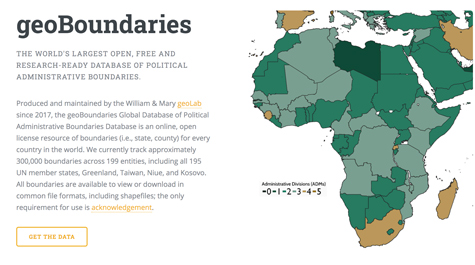 geoBoundaries
THE WORLD'S LARGEST OPEN, FREE AND
RESEARCH-READY DATABASE OF POLITICAL
ADMINISTRATIVE BOUNDARIES.
Produced and maintained by the William & Mary geoLab
since 2017, the geoBoundaries Global Database of Political
Administrative Boundaries Database is an online, open
license resource of boundaries (i.e., state, county) for every
country in the world. We currently track approximately
300,000 boundaries across 199 entities, including all 195
UN member states, Greenland, Taiwan, Niue, and Kosovo.
All boundaries are available to view or download in
common file formats, including shapefiles; the only
requirement for use is acknowledgement.
GET THE DATA
Administrative Divisions (ADMs)
0 1 2 3 4 5